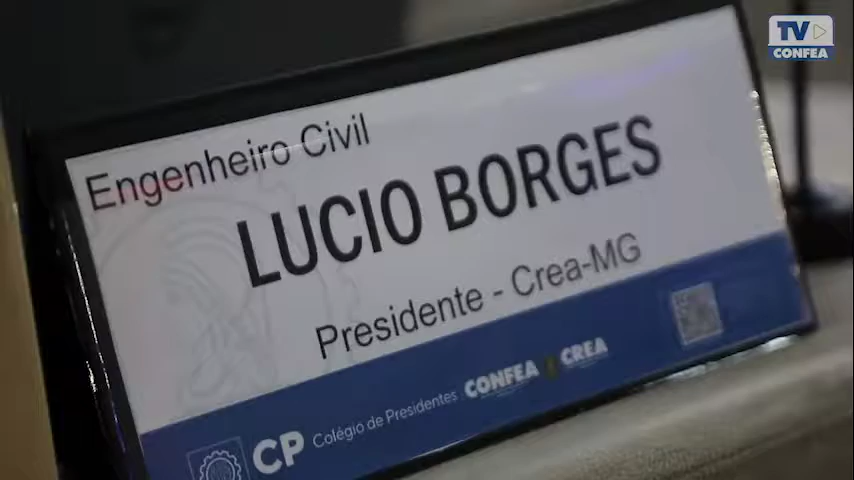 TV
CONFEA
Engenheiro Civil
LUCIO BORGES
Presidente - Crea-MG
CP Colégio de Presidentes CONFEA CREA